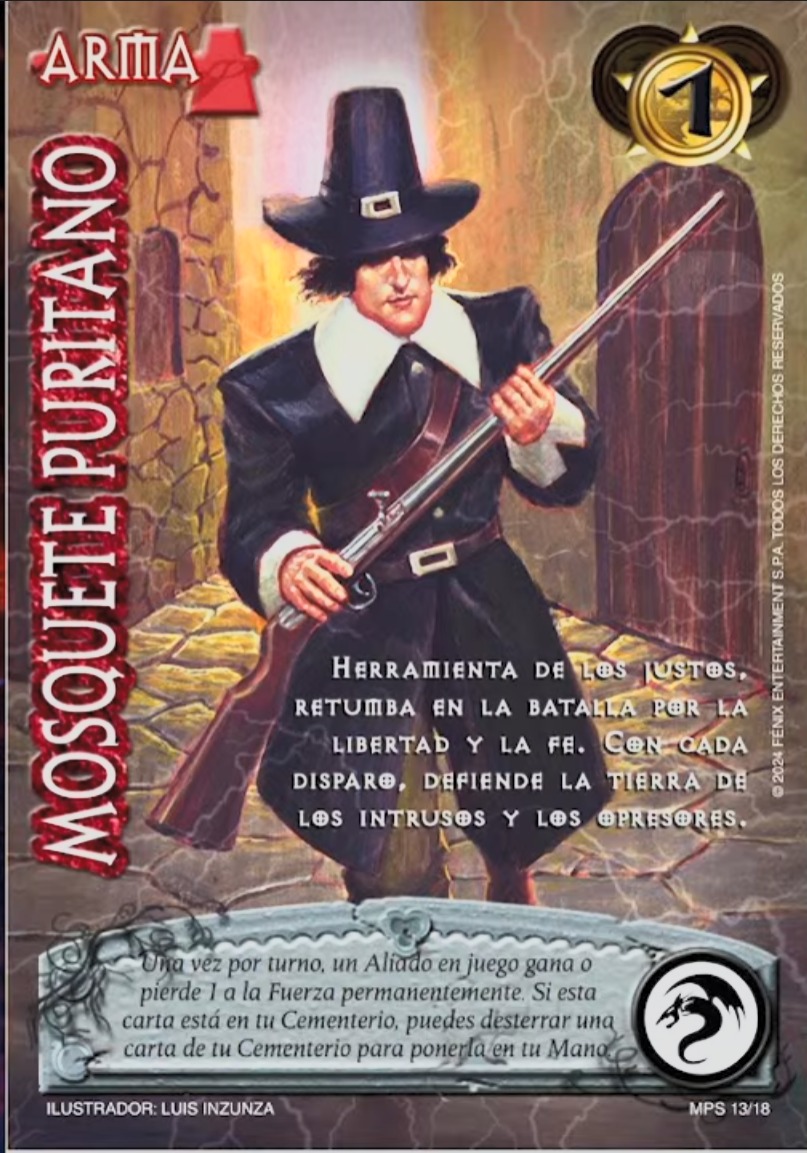 ARMA
1
MOSQUETE PURITANO
HERRAMIENTA DE LOS JUSTOS,
RETUMBA EN LA BATALLA POR LA
LIBERTAD Y LA FE. CON CADA
DISPARO, DEFIENDE LA TIERRA DE
LOS INTRUSOS Y LOS OPRESORES.
© 2024 FÉNIX ENTERTAINMENT S.P.A. TODOS LOS DERECHOS RESERVADOS
Una vez por turno, un Aliado en juego gana o
pierde 1 a la Fuerza permanentemente. Si esta
carta está en tu Cementerio, puedes desterrar una
carta de tu Cementerio para ponerla en tu Mano.
ILUSTRADOR: LUIS INZUNZA
MPS 13/18